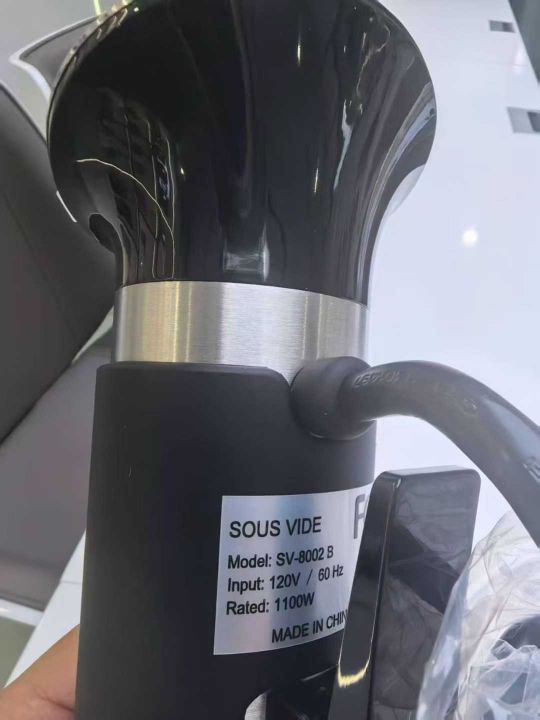 SOUS VIDE
Model: SV-8002 B
Input: 120V / 60 Hz
Rated: 1100W
MADE IN CHIN